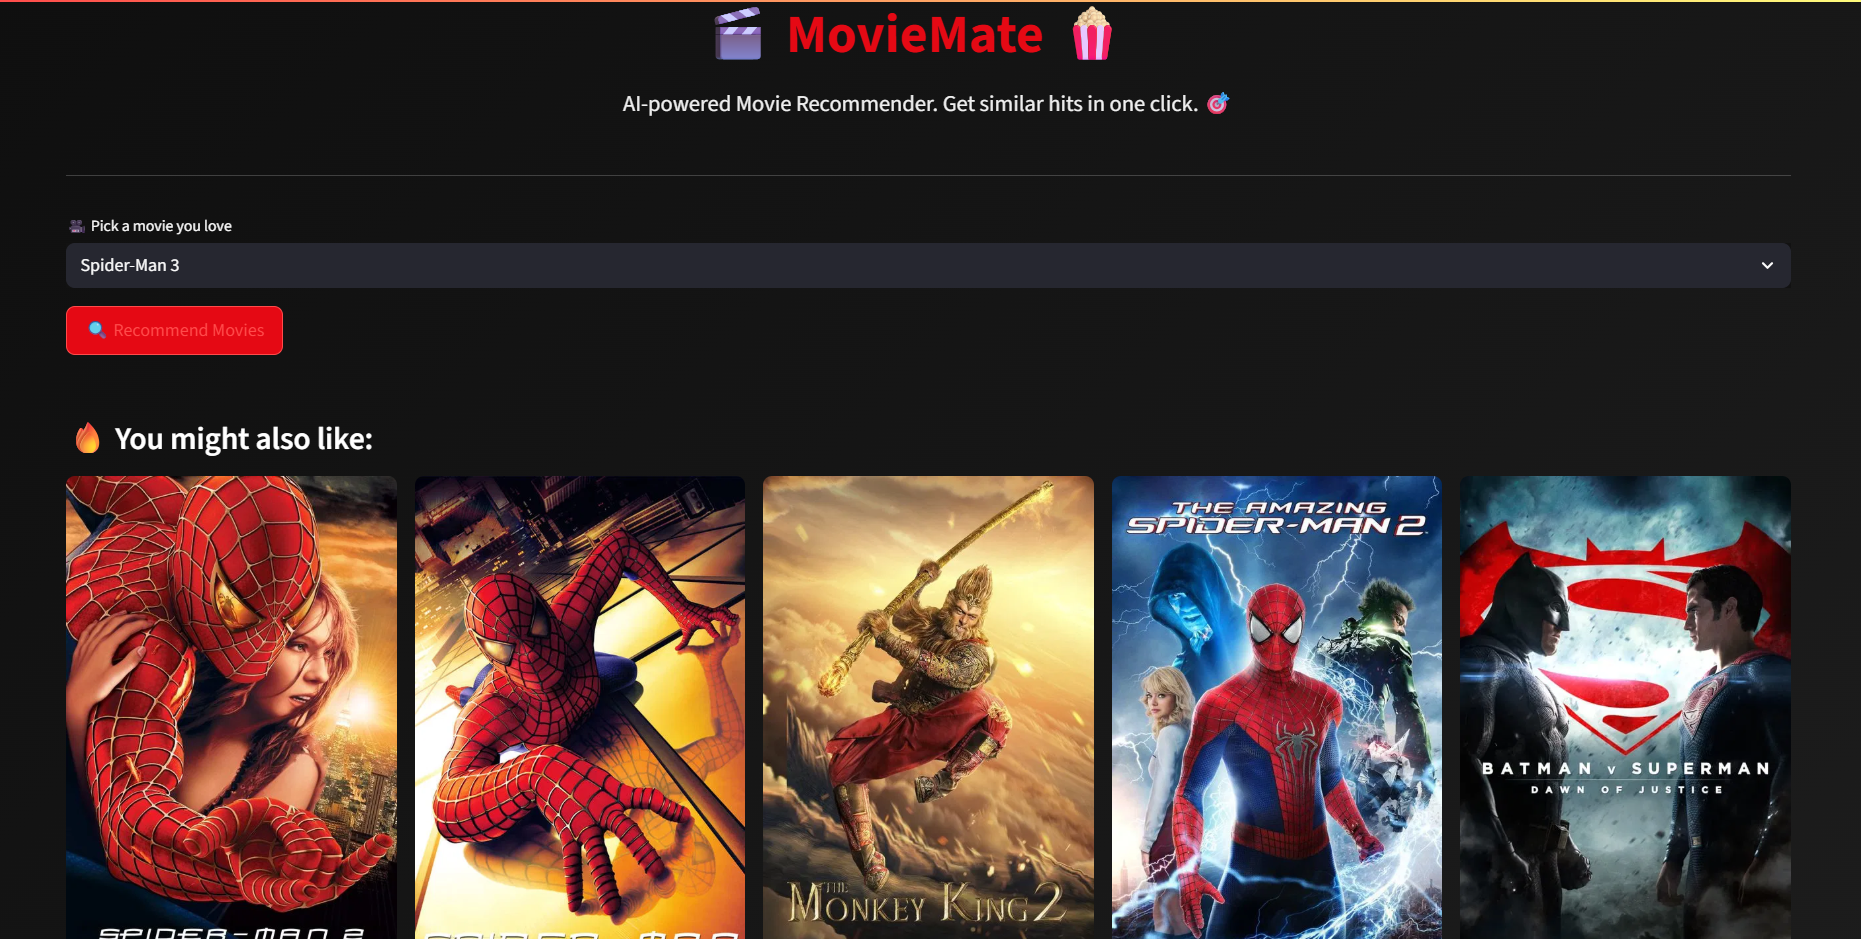 MovieMate
AI-powered Movie Recommender. Get similar hits in one click.
Pick a movie you love
Spider-Man 3
Recommend Movies
You might also like:
THE AMAZING
SPIDER-MAN 2
BATMAN v SUPERMAN
DAWN OF JUSTICE
THE
MONKEY KING 2
SPIDER-MAN 2
SPIDER-MAN